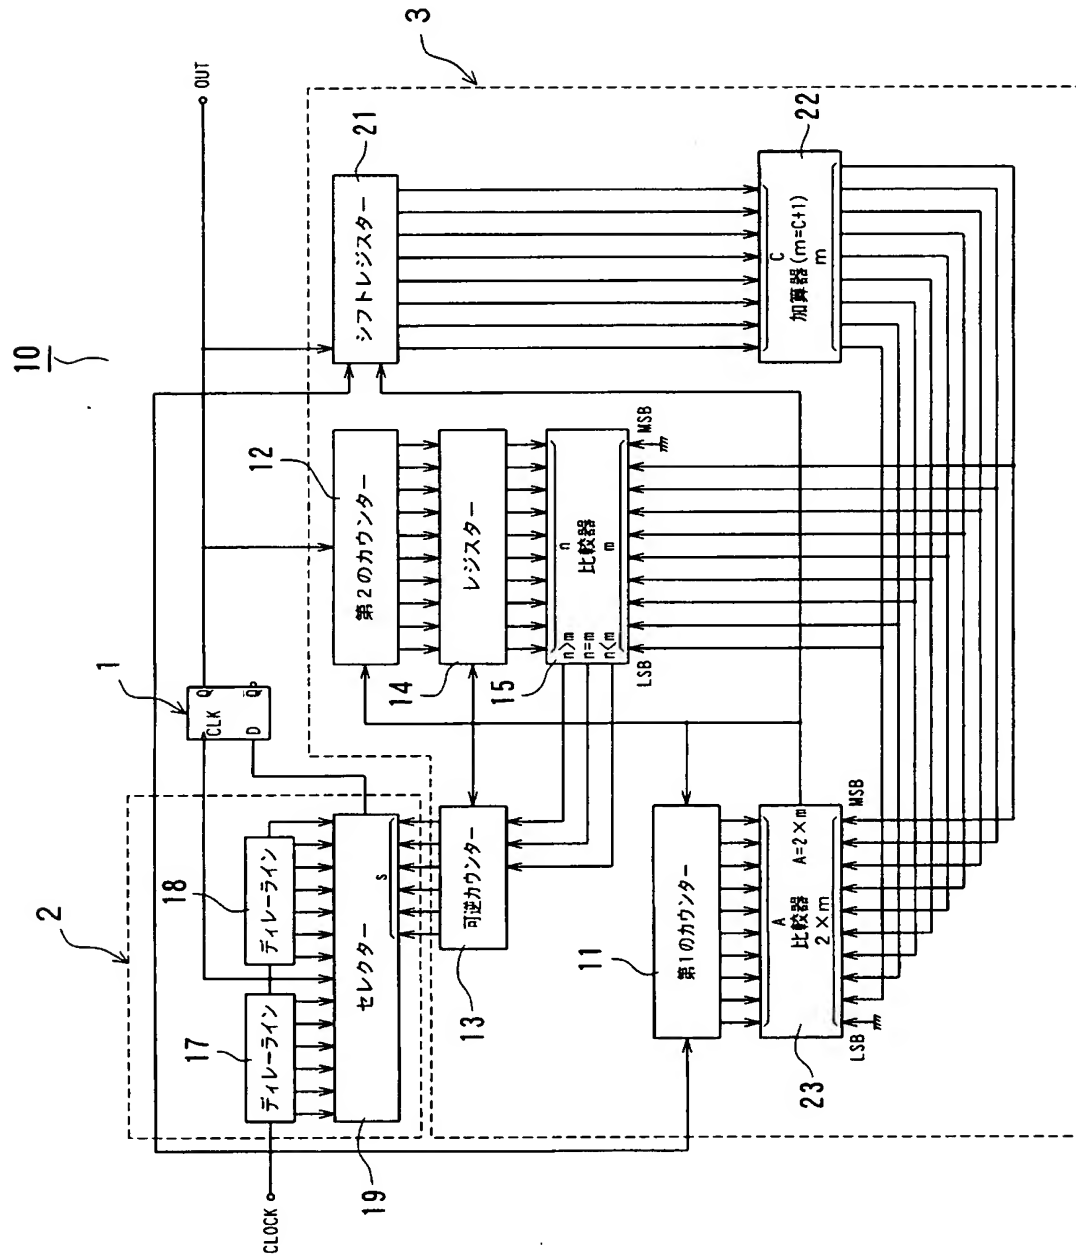 10
3
OUT
21
シフトレジスター
C
加算器(m=C+1)
m
22
12
第2のカウンター
14
レジスター
15
n
比較器
m
n>m
n=m
n<m
MSB
LSB
1
Q
CLK
D
Q
2
17
ディレーライン
18
ディレーライン
セレクター
s
19
CLOCK
可逆カウンター
13
11
第1のカウンター
A
比較器
2×m
A=2×m
MSB
LSB
23